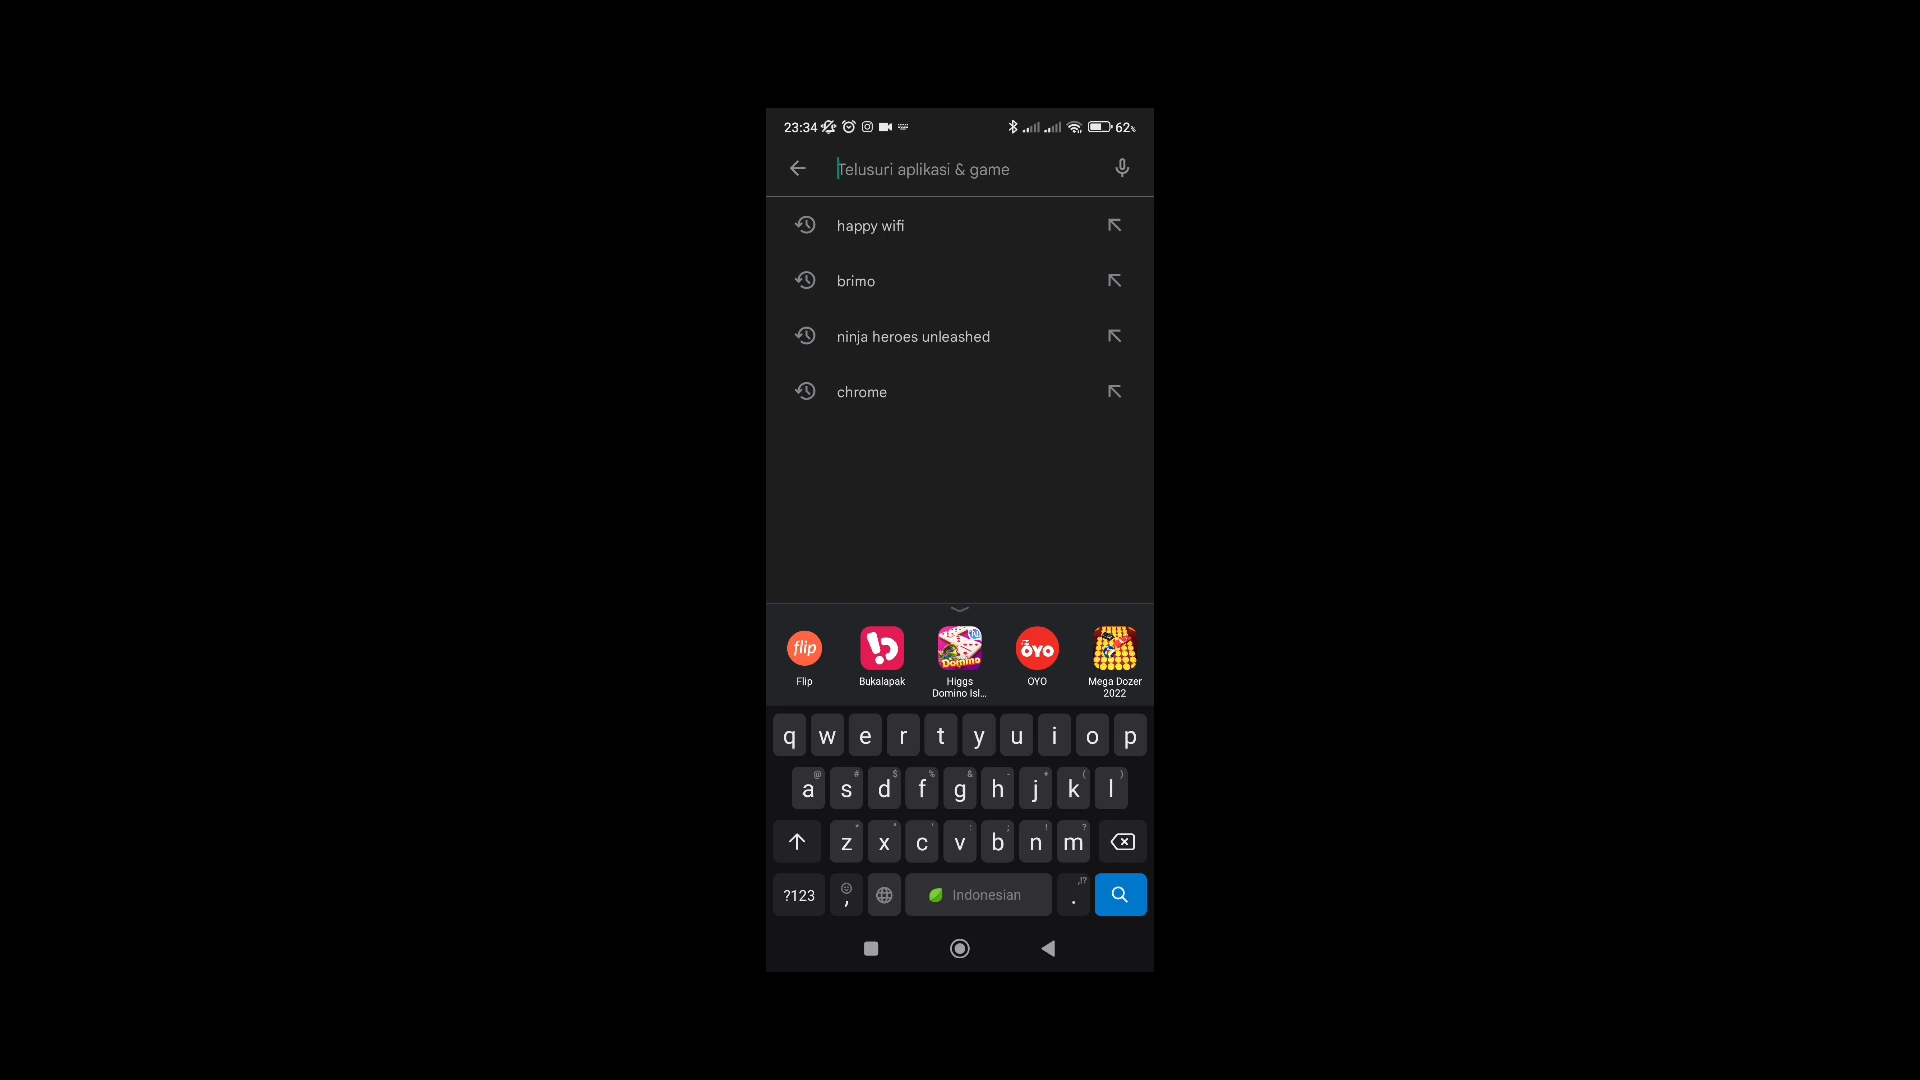 23:34
62%
Telusuri aplikasi & game
happy wifi
brimo
ninja heroes unleashed
chrome
flip
OYO
Domino
Flip
Bukalapak
Higgs
Domino Isl...
OYO
Mega Dozer
2022
q w e r t y u i o p
@ # $ % & - + ( )
a s d f g h j k l
* " ' : ; ! ?
z x c v b n m
?123 , Indonesian . ,!?